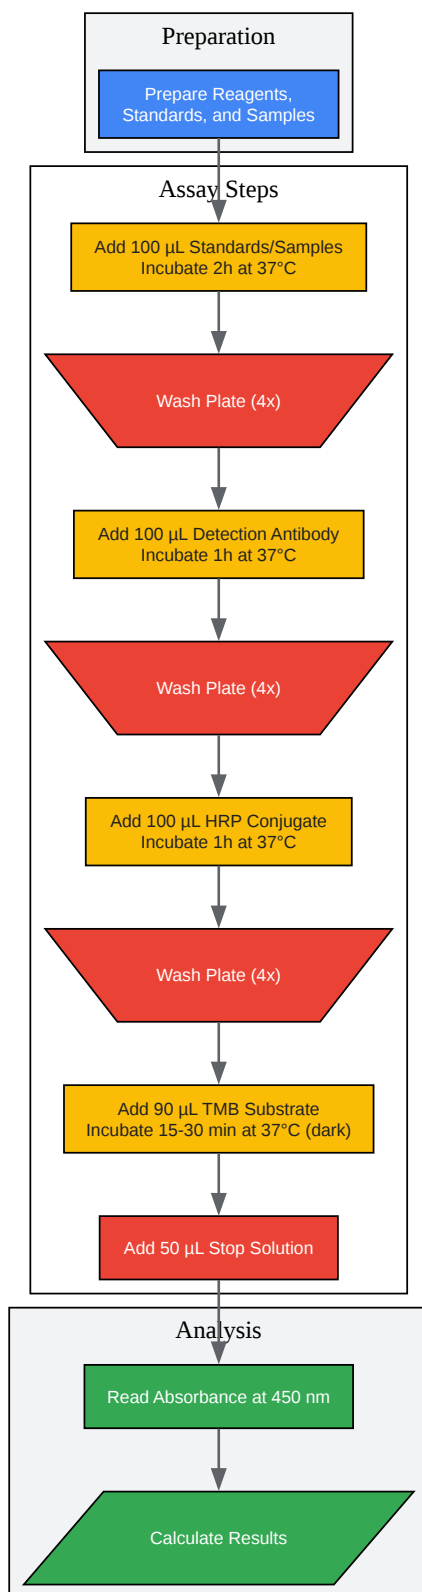 Preparation
Prepare Reagents,
Standards, and Samples
Assay Steps
Add 100 µL Standards/Samples
Incubate 2h at 37°C
Wash Plate (4x)
Add 100 µL Detection Antibody
Incubate 1h at 37°C
Wash Plate (4x)
Add 100 µL HRP Conjugate
Incubate 1h at 37°C
Wash Plate (4x)
Add 90 µL TMB Substrate
Incubate 15-30 min at 37°C (dark)
Add 50 µL Stop Solution
Analysis
Read Absorbance at 450 nm
Calculate Results